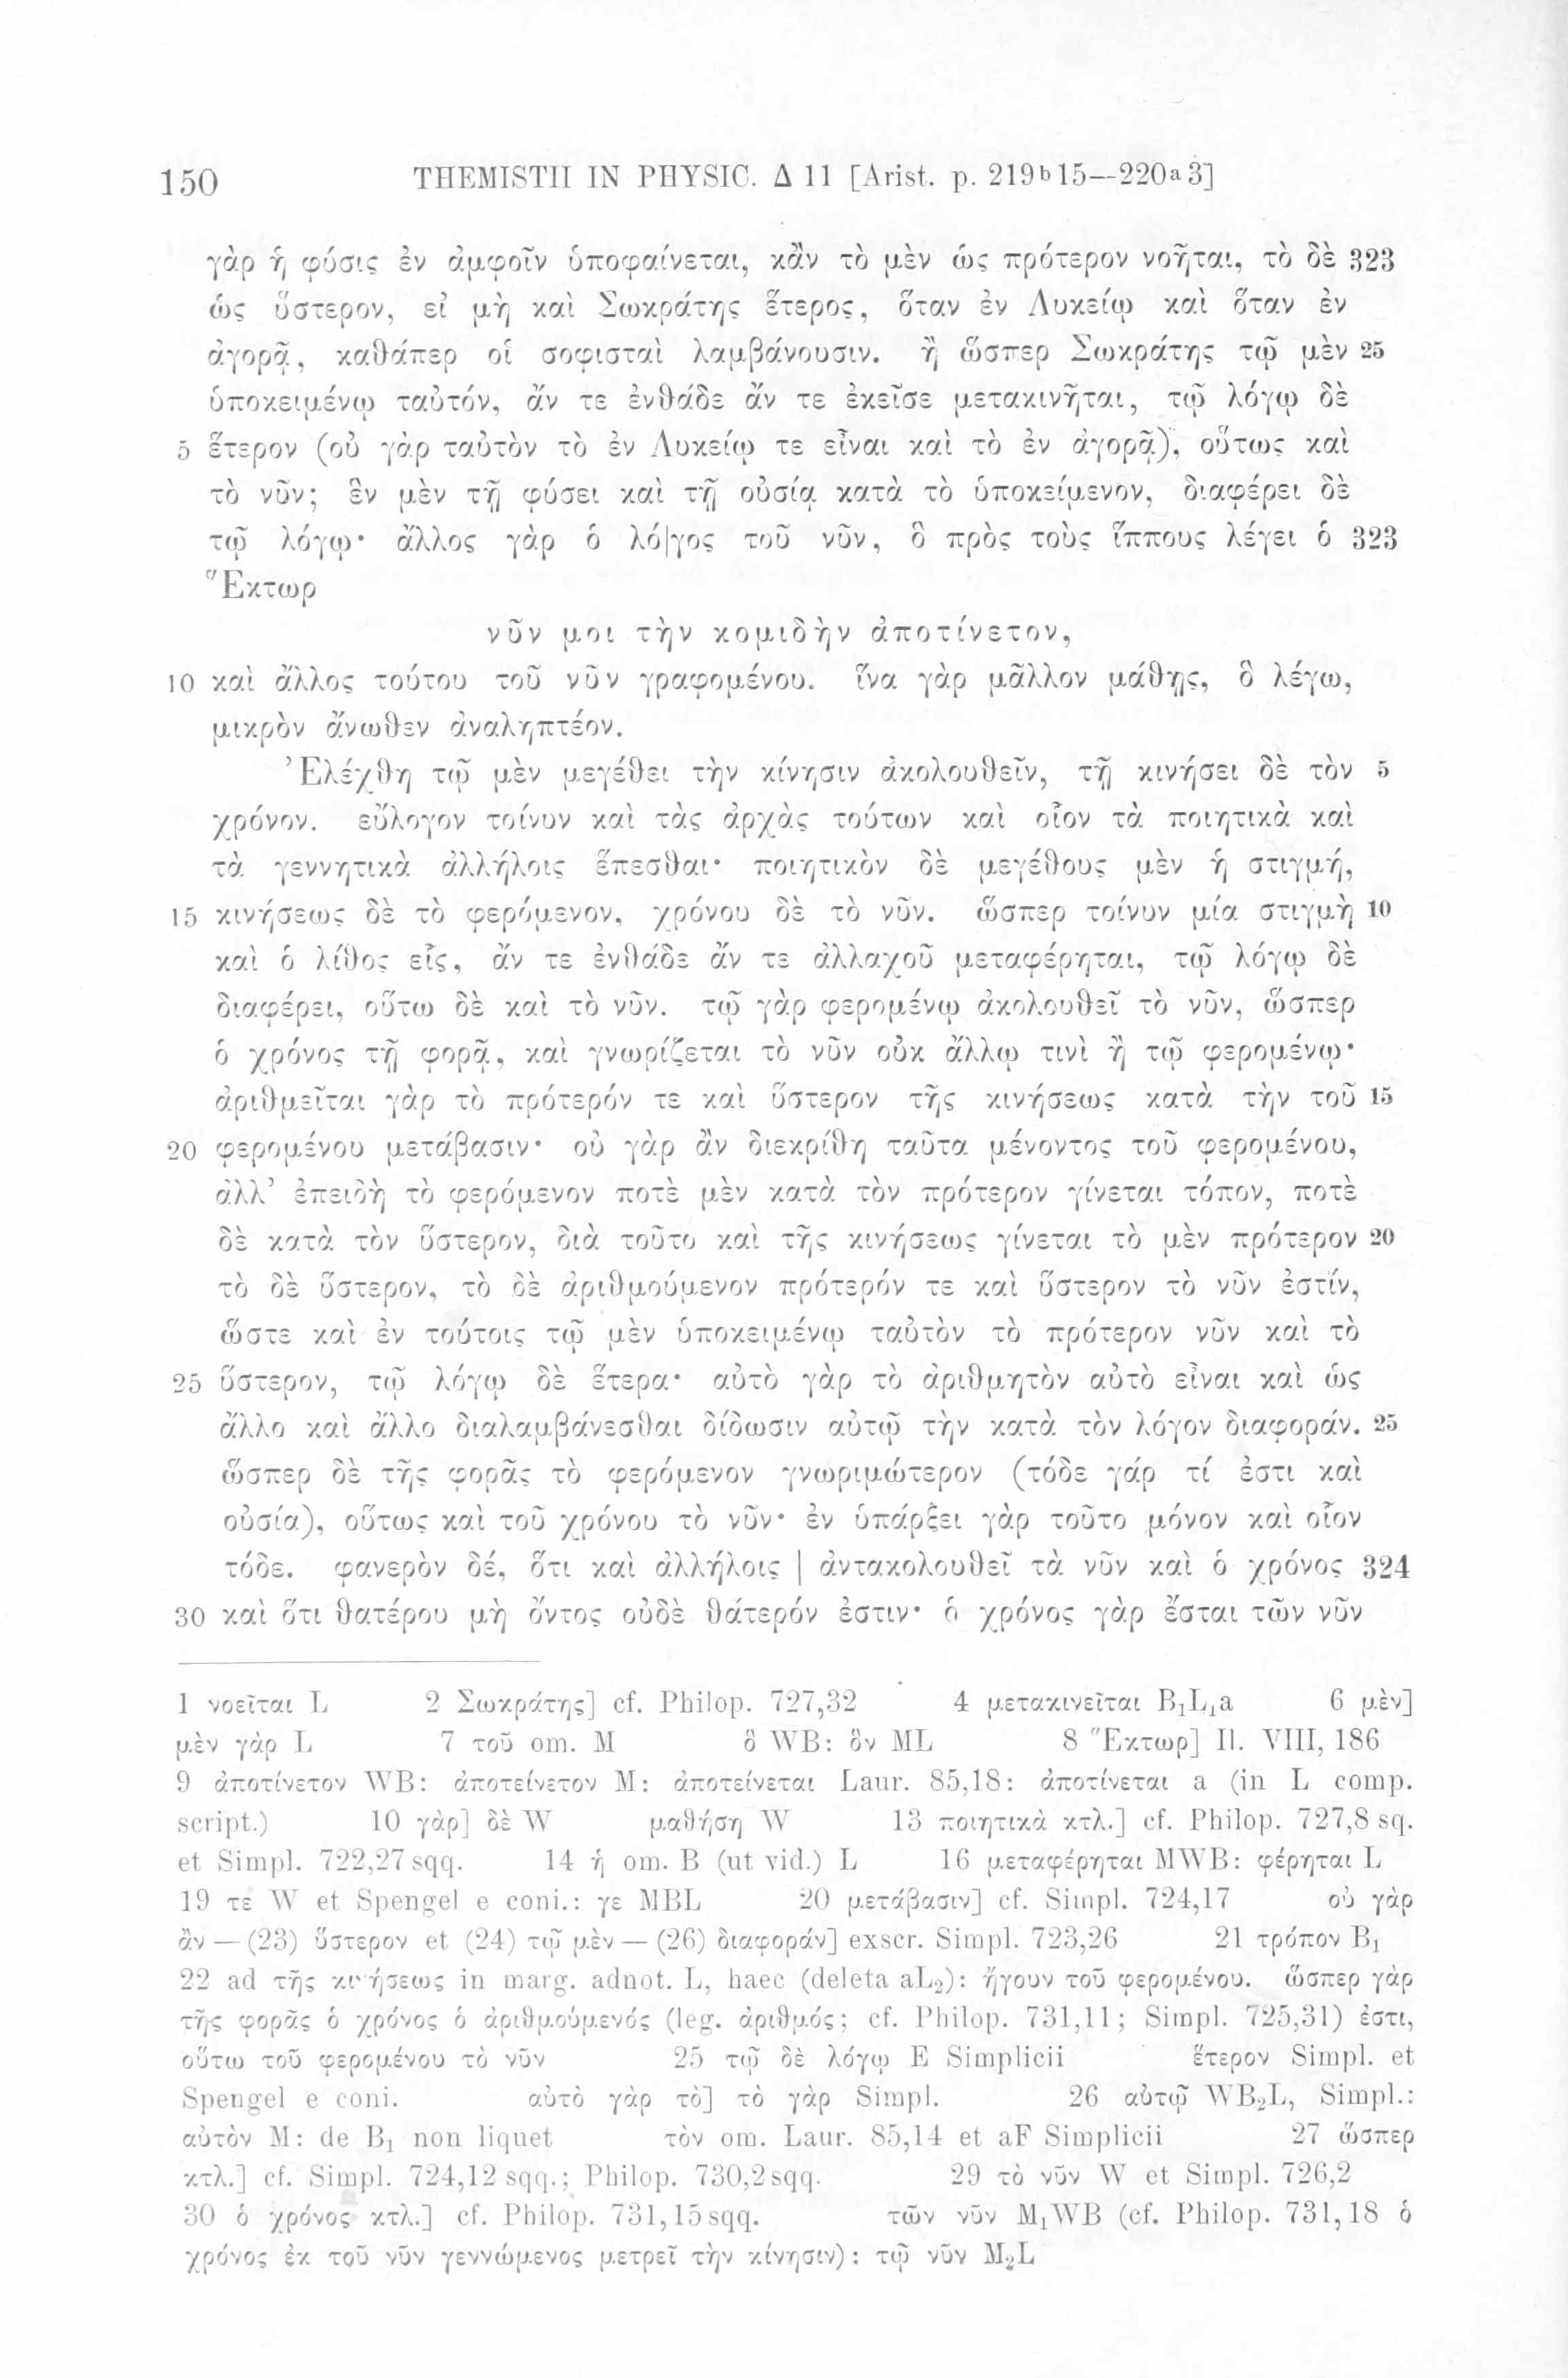 150 THEMISTII IN PHYSIC. Δ 11 [Arist. p. 219ᵇ15—220ᵃ3]
γὰρ ἡ φύσις ἐν ἀμφοῖν ὑποφαίνεται, κἂν τὸ μὲν ὡς πρότερον νοῆται, τὸ δὲ 323
ὡς ὕστερον, εἰ μὴ καὶ Σωκράτης ἕτερος, ὅταν ἐν Λυκείῳ καὶ ὅταν ἐν
ἀγορᾷ, καθάπερ οἱ σοφισταὶ λαμβάνουσιν. ἢ ὥσπερ Σωκράτης τῷ μὲν 25
ὑποκειμένῳ ταὐτόν, ἄν τε ἐνθάδε ἄν τε ἐκεῖσε μετακινῆται, τῷ λόγῳ δὲ
5 ἕτερον (οὐ γὰρ ταὐτὸν τὸ ἐν Λυκείῳ τε εἶναι καὶ τὸ ἐν ἀγορᾷ), οὕτως καὶ
τὸ νῦν; ἓν μὲν τῇ φύσει καὶ τῇ οὐσίᾳ κατὰ τὸ ὑποκείμενον, διαφέρει δὲ
τῷ λόγῳ· ἄλλος γὰρ ὁ λό|γος τοῦ νῦν, ὃ πρὸς τοὺς ἵππους λέγει ὁ 323
Ἕκτωρ
νῦν μοι τὴν κομιδὴν ἀποτίνετον,
10 καὶ ἄλλος τούτου τοῦ νῦν γραφομένου. ἵνα γὰρ μᾶλλον μάθῃς, ὃ λέγω,
μικρὸν ἄνωθεν ἀναληπτέον.
Ἐλέχθη τῷ μὲν μεγέθει τὴν κίνησιν ἀκολουθεῖν, τῇ κινήσει δὲ τὸν 5
χρόνον. εὔλογον τοίνυν καὶ τὰς ἀρχὰς τούτων καὶ οἷον τὰ ποιητικὰ καὶ
τὰ γεννητικὰ ἀλλήλοις ἕπεσθαι· ποιητικὸν δὲ μεγέθους μὲν ἡ στιγμή,
15 κινήσεως δὲ τὸ φερόμενον, χρόνου δὲ τὸ νῦν. ὥσπερ τοίνυν μία στιγμὴ 10
καὶ ὁ λίθος εἷς, ἄν τε ἐνθάδε ἄν τε ἀλλαχοῦ μεταφέρηται, τῷ λόγῳ δὲ
διαφέρει, οὕτω δὲ καὶ τὸ νῦν. τῷ γὰρ φερομένῳ ἀκολουθεῖ τὸ νῦν, ὥσπερ
ὁ χρόνος τῇ φορᾷ, καὶ γνωρίζεται τὸ νῦν οὐκ ἄλλῳ τινὶ ἢ τῷ φερομένῳ·
ἀριθμεῖται γὰρ τὸ πρότερόν τε καὶ ὕστερον τῆς κινήσεως κατὰ τὴν τοῦ 15
20 φερομένου μετάβασιν· οὐ γὰρ ἂν διεκρίθη ταῦτα μένοντος τοῦ φερομένου,
ἀλλ’ ἐπειδὴ τὸ φερόμενον ποτὲ μὲν κατὰ τὸν πρότερον γίνεται τόπον, ποτὲ
δὲ κατὰ τὸν ὕστερον, διὰ τοῦτο καὶ τῆς κινήσεως γίνεται τὸ μὲν πρότερον 20
τὸ δὲ ὕστερον, τὸ δὲ ἀριθμούμενον πρότερόν τε καὶ ὕστερον τὸ νῦν ἐστίν,
ὥστε καὶ ἐν τούτοις τῷ μὲν ὑποκειμένῳ ταὐτὸν τὸ πρότερον νῦν καὶ τὸ
25 ὕστερον, τῷ λόγῳ δὲ ἕτερα· αὐτὸ γὰρ τὸ ἀριθμητὸν αὐτὸ εἶναι καὶ ὡς
ἄλλο καὶ ἄλλο διαλαμβάνεσθαι δίδωσιν αὐτῷ τὴν κατὰ τὸν λόγον διαφοράν. 25
ὥσπερ δὲ τῆς φορᾶς τὸ φερόμενον γνωριμώτερον (τόδε γάρ τί ἐστι καὶ
οὐσία), οὕτως καὶ τοῦ χρόνου τὸ νῦν· ἐν ὑπάρξει γὰρ τοῦτο μόνον καὶ οἷον
τόδε. φανερὸν δέ, ὅτι καὶ ἀλλήλοις | ἀντακολουθεῖ τὰ νῦν καὶ ὁ χρόνος 324
30 καὶ ὅτι θατέρου μὴ ὄντος οὐδὲ θάτερόν ἐστιν· ὁ χρόνος γὰρ ἔσται τῶν νῦν
1 νοεῖται L 2 Σωκράτης] cf. Philop. 727,32 4 μετακινεῖται B₁L₁a 6 μὲν]
μὲν γὰρ L 7 τοῦ om. M ὃ WB: ὃν ML 8 Ἕκτωρ] Il. VIII, 186
9 ἀποτίνετον WB: ἀποτείνετον M: ἀποτείνεται Laur. 85,18: ἀποτίνεται a (in L comp.
script.) 10 γὰρ] δὲ W μαθήση W 13 ποιητικὰ κτλ.] cf. Philop. 727,8 sq.
et Simpl. 722,27 sqq. 14 ἡ om. B (ut vid.) L 16 μεταφέρηται MWB: φέρηται L
19 τε W et Spengel e coni.: γε MBL 20 μετάβασιν] cf. Simpl. 724,17 οὐ γὰρ
ἂν — (23) ὕστερον et (24) τῷ μὲν — (26) διαφοράν] exscr. Simpl. 723,26 21 τρόπον B₁
22 ad τῆς κινήσεως in marg. adnot. L, haec (deleta aL₂): ἤγουν τοῦ φερομένου. ὥσπερ γὰρ
τῆς φορᾶς ὁ χρόνος ὁ ἀριθμούμενός (leg. ἀριθμός; cf. Philop. 731,11; Simpl. 725,31) ἐστι,
οὕτω τοῦ φερομένου τὸ νῦν 25 τῷ δὲ λόγῳ E Simplicii ἕτερον Simpl. et
Spengel e coni. αὐτὸ γὰρ τὸ] τὸ γὰρ Simpl. 26 αὐτῷ WB₂L, Simpl.:
αὐτὸν M: de B₁ non liquet τὸν om. Laur. 85,14 et aF Simplicii 27 ὥσπερ
κτλ.] cf. Simpl. 724,12 sqq.; Philop. 730,2 sqq. 29 τὸ νῦν W et Simpl. 726,2
30 ὁ χρόνος κτλ.] cf. Philop. 731,15 sqq. τῶν νῦν M₁WB (cf. Philop. 731,18 ὁ
χρόνος ἐκ τοῦ νῦν γεννώμενος μετρεῖ τὴν κίνησιν): τῷ νῦν M₂L